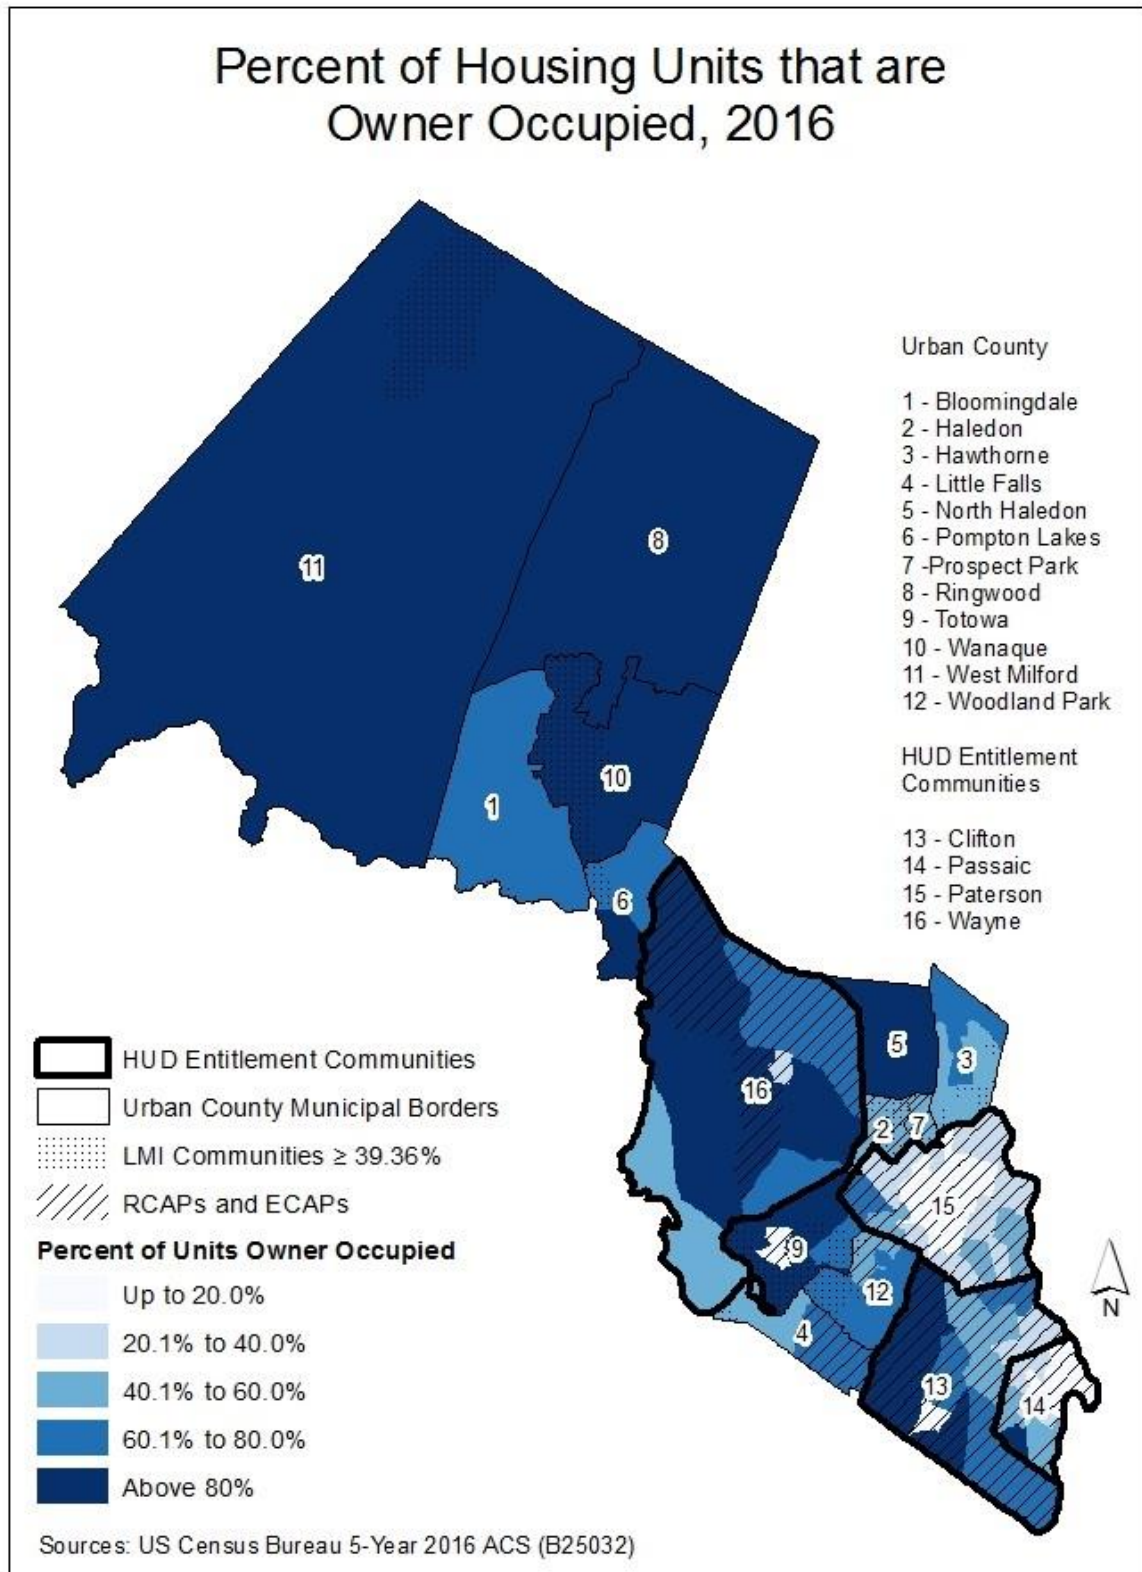 Percent of Housing Units that are
Owner Occupied, 2016
Urban County
1 - Bloomingdale
2 - Haledon
3 - Hawthorne
4 - Little Falls
5 - North Haledon
6 - Pompton Lakes
7 -Prospect Park
8 - Ringwood
9 - Totowa
10 - Wanaque
11 - West Milford
12 - Woodland Park
HUD Entitlement
Communities
13 - Clifton
14 - Passaic
15 - Paterson
16 - Wayne
11
8
10
1
6
5
3
16
2
7
15
9
12
4
13
14
N
HUD Entitlement Communities
Urban County Municipal Borders
LMI Communities ≥ 39.36%
RCAPs and ECAPs
Percent of Units Owner Occupied
Up to 20.0%
20.1% to 40.0%
40.1% to 60.0%
60.1% to 80.0%
Above 80%
Sources: US Census Bureau 5-Year 2016 ACS (B25032)